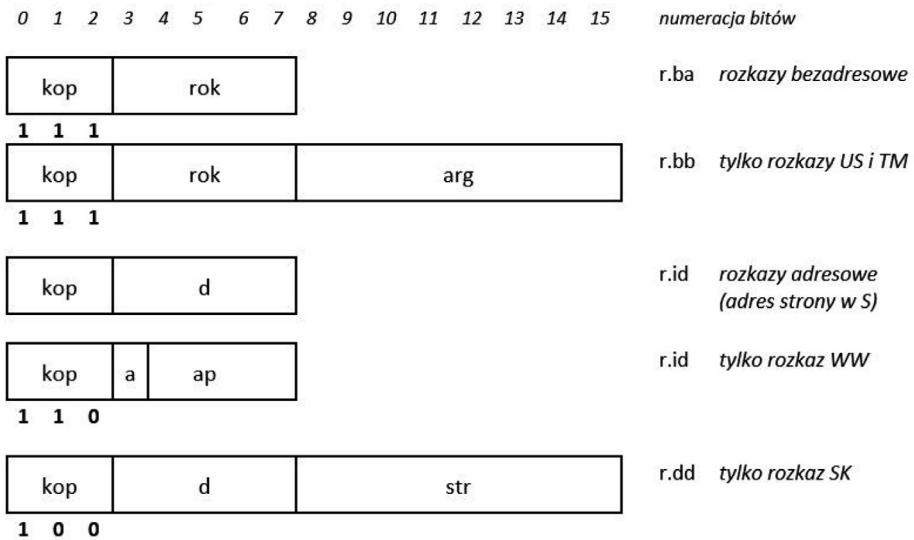 0 1 2 3 4 5 6 7 8 9 10 11 12 13 14 15 numeracja bitów
kop rok r.ba rozkazy bezadresowe
1 1 1
kop rok arg r.bb tylko rozkazy US i TM
1 1 1
kop d r.id rozkazy adresowe
(adres strony w S)
kop a ap r.id tylko rozkaz WW
1 1 0
kop d str r.dd tylko rozkaz SK
1 0 0